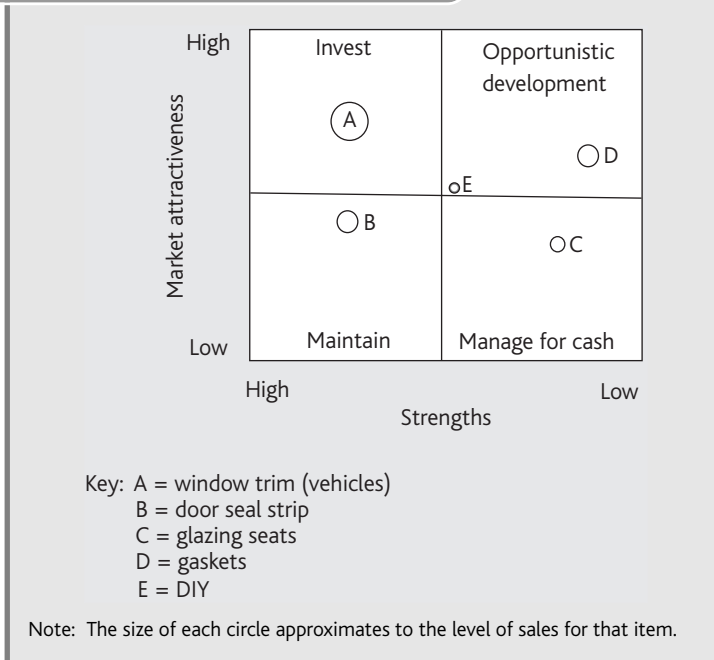 High
Invest
Opportunistic
development
Market attractiveness
A
D
E
B
C
Maintain
Manage for cash
Low
High
Low
Strengths
Key: A = window trim (vehicles)
B = door seal strip
C = glazing seats
D = gaskets
E = DIY
Note: The size of each circle approximates to the level of sales for that item.